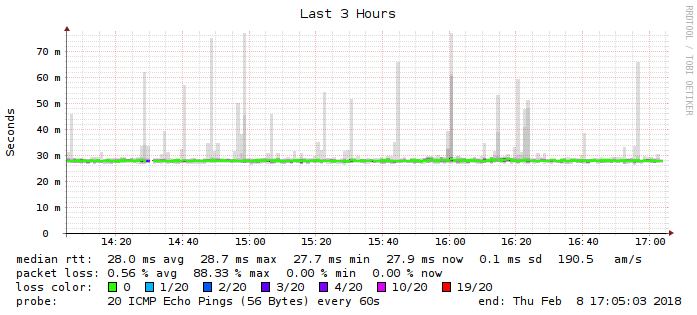 Last 3 Hours
RRDTOOL / TOBI OETIKER
Seconds
70 m
60 m
50 m
40 m
30 m
20 m
10 m
0
14:20 14:40 15:00 15:20 15:40 16:00 16:20 16:40 17:00
median rtt: 28.0 ms avg 28.7 ms max 27.7 ms min 27.9 ms now 0.1 ms sd 190.5 am/s
packet loss: 0.56 % avg 88.33 % max 0.00 % min 0.00 % now
loss color: 0 1/20 2/20 3/20 4/20 10/20 19/20
probe: 20 ICMP Echo Pings (56 Bytes) every 60s end: Thu Feb 8 17:05:03 2018